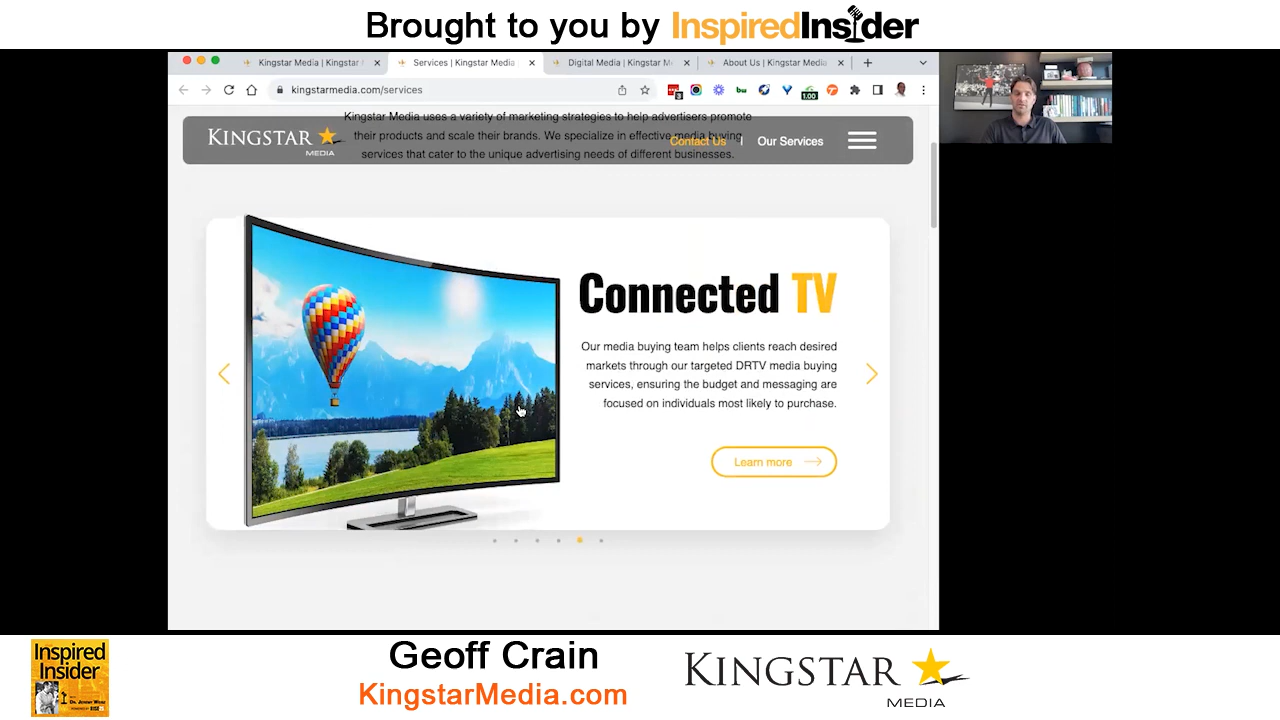 Brought to you by InspiredInsider
Kingstar Media | Kingstar
Services | Kingstar Media
Digital Media | Kingstar M
About Us | Kingstar Media
kingstarmedia.com/services
1.00
Kingstar Media uses a variety of marketing strategies to help advertisers promote
their products and scale their brands. We specialize in effective media buying
services that cater to the unique advertising needs of different businesses.
KINGSTAR
MEDIA
Contact Us
Our Services
Connected TV
Our media buying team helps clients reach desired
markets through our targeted DRTV media buying
services, ensuring the budget and messaging are
focused on individuals most likely to purchase.
Learn more
Inspired
Insider
Geoff Crain
KingstarMedia.com
KINGSTAR
MEDIA